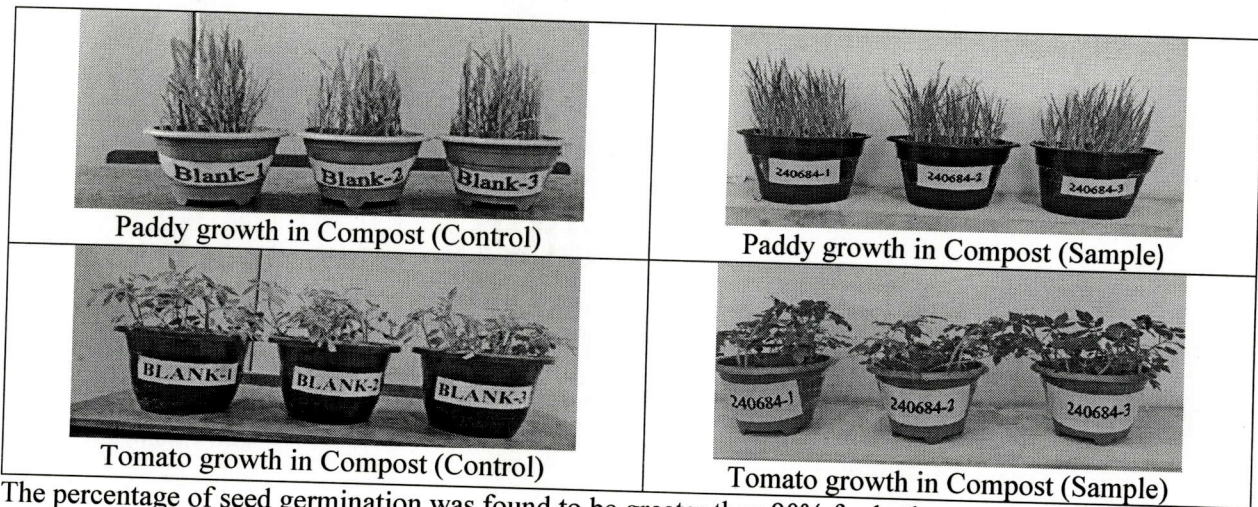 Blank-1 Blank-2 Blank-3
Paddy growth in Compost (Control)
240684-1 240684-2 240684-3
Paddy growth in Compost (Sample)
BLANK-1 BLANK-2 BLANK-3
Tomato growth in Compost (Control)
240684-1 240684-2 240684-3
Tomato growth in Compost (Sample)
The percentage of seed germination was found to be greater than 90%